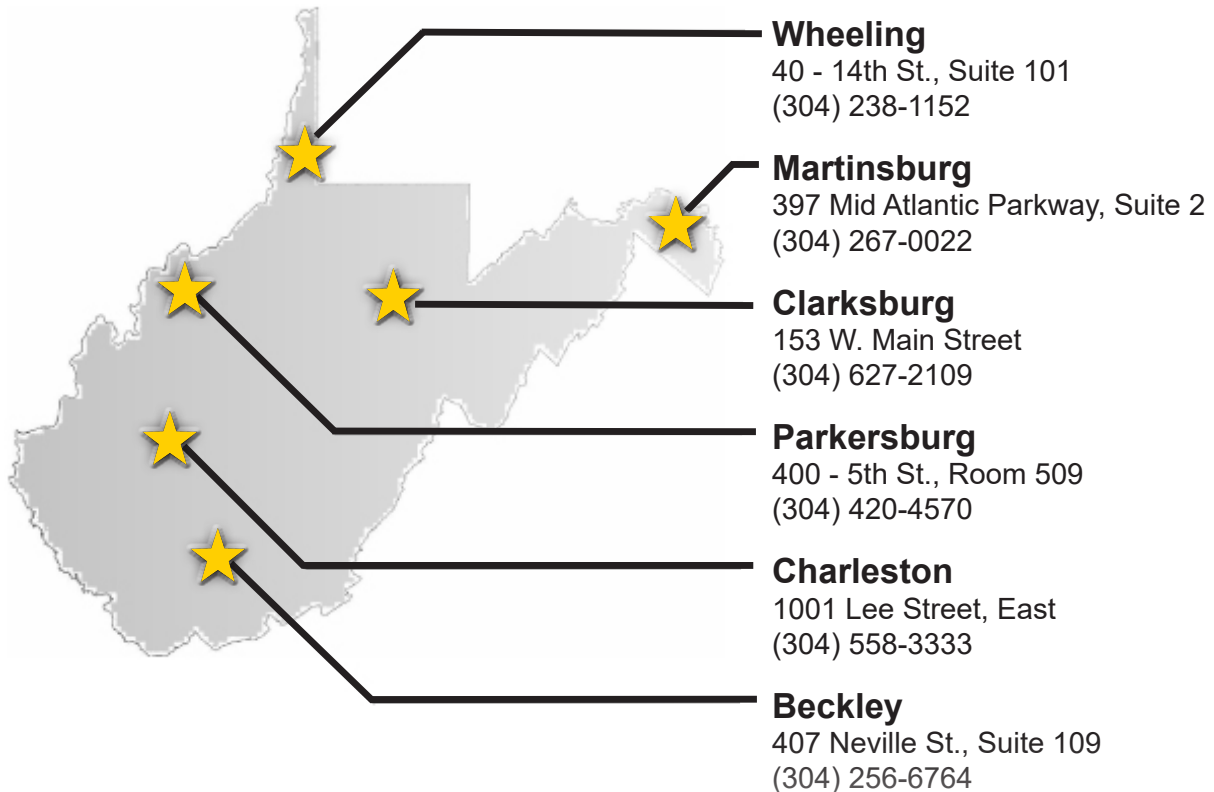 Wheeling
40 - 14th St., Suite 101
(304) 238-1152
Martinsburg
397 Mid Atlantic Parkway, Suite 2
(304) 267-0022
Clarksburg
153 W. Main Street
(304) 627-2109
Parkersburg
400 - 5th St., Room 509
(304) 420-4570
Charleston
1001 Lee Street, East
(304) 558-3333
Beckley
407 Neville St., Suite 109
(304) 256-6764